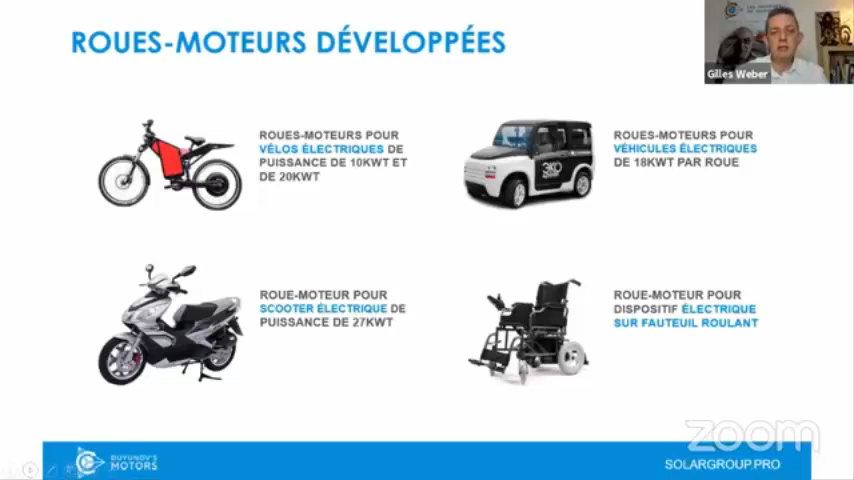 ROUES-MOTEURS DÉVELOPPÉES
Gilles Weber
ROUES-MOTEURS POUR
VÉLOS ÉLECTRIQUES DE
PUISSANCE DE 10KWT ET
DE 20KWT
ROUES-MOTEURS POUR
VÉHICULES ÉLECTRIQUES
DE 18KWT PAR ROUE
ЭКО
ROUE-MOTEUR POUR
SCOOTER ÉLECTRIQUE DE
PUISSANCE DE 27KWT
ROUE-MOTEUR POUR
DISPOSITIF ÉLECTRIQUE
SUR FAUTEUIL ROULANT
zoom
DUYUNOV'S
MOTORS
SOLARGROUP.PRO